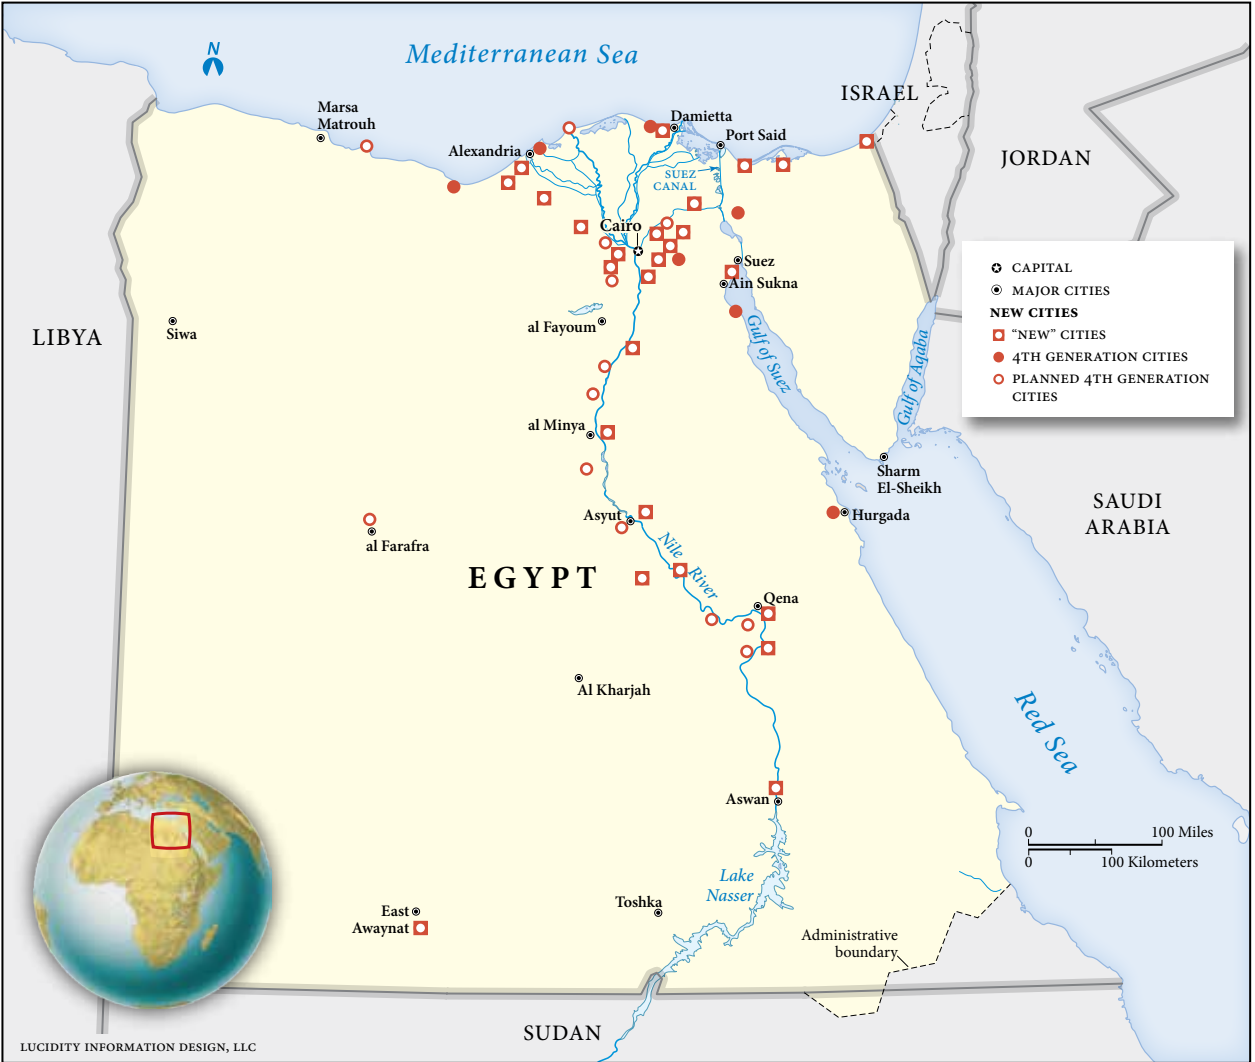 N
Mediterranean Sea
ISRAEL
Marsa
Matrouh
Damietta
Port Said
Alexandria
JORDAN
SUEZ
CANAL
Cairo
Suez
Ain Sukna
CAPITAL
MAJOR CITIES
NEW CITIES
“NEW” CITIES
4TH GENERATION CITIES
PLANNED 4TH GENERATION
CITIES
LIBYA
Siwa
al Fayoum
Gulf of Suez
Gulf of Aqaba
al Minya
Sharm
El-Sheikh
SAUDI
ARABIA
Asyut
Hurgada
al Farafra
Nile
River
EGYPT
Qena
Al Kharjah
Red Sea
Aswan
0
100 Miles
0
100 Kilometers
Lake
Nasser
East
Awaynat
Toshka
Administrative
boundary
SUDAN
LUCIDITY INFORMATION DESIGN, LLC